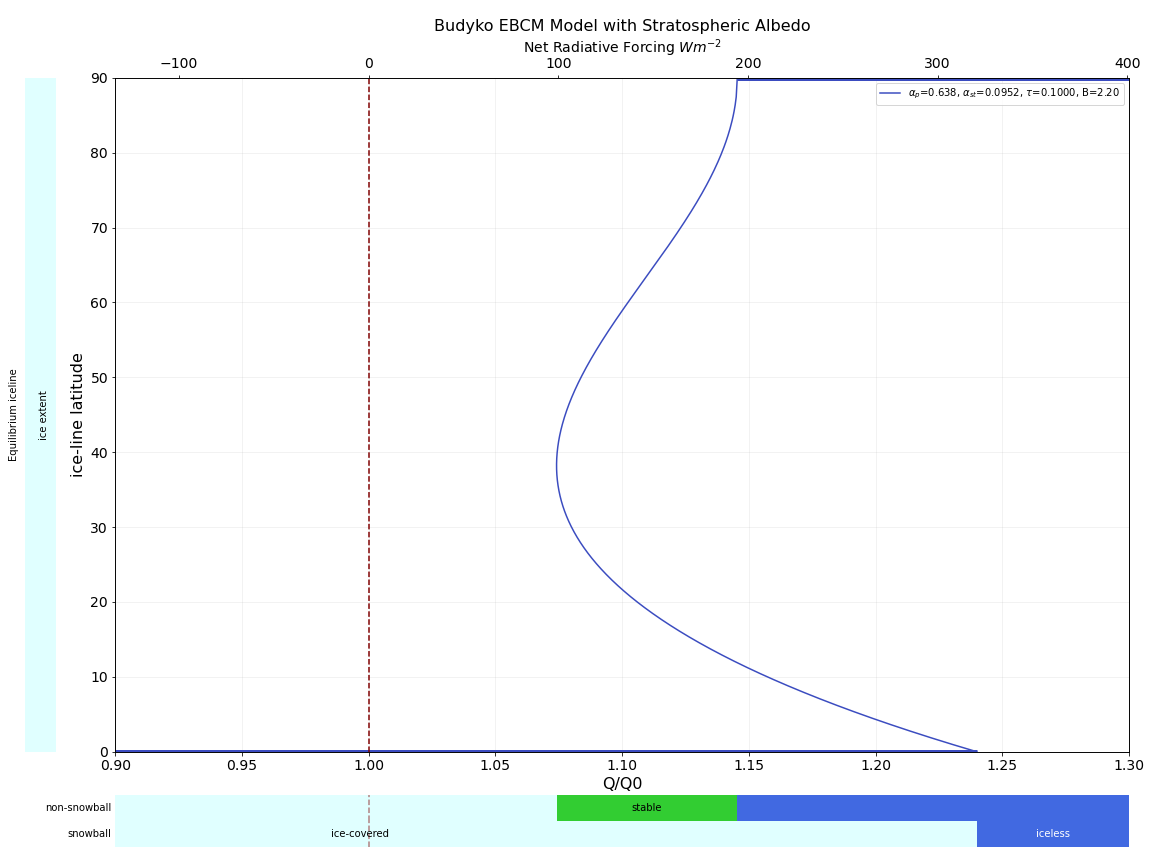 Budyko EBCM Model with Stratospheric Albedo
Net Radiative Forcing $Wm^{-2}$
−100 0 100 200 300 400
90
80
70
60
50
40
30
20
10
0
ice-line latitude
Equilibrium iceline
ice extent
α_p=0.638, α_st=0.0952, τ=0.1000, B=2.20
0.90 0.95 1.00 1.05 1.10 1.15 1.20 1.25 1.30
Q/Q0
non-snowball stable
snowball ice-covered iceless